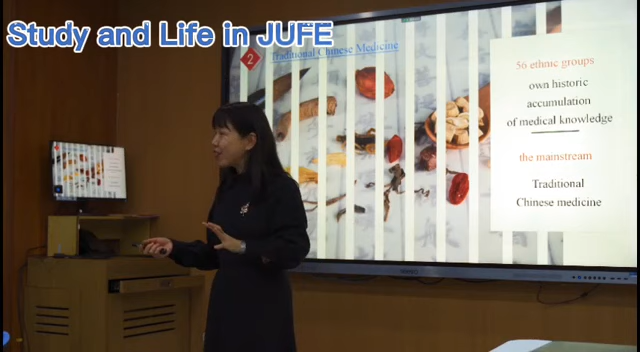 Study and Life in JUFE
2
Traditional Chinese Medicine
56 ethnic groups
own historic
accumulation
of medical knowledge
the mainstream
Traditional
Chinese medicine